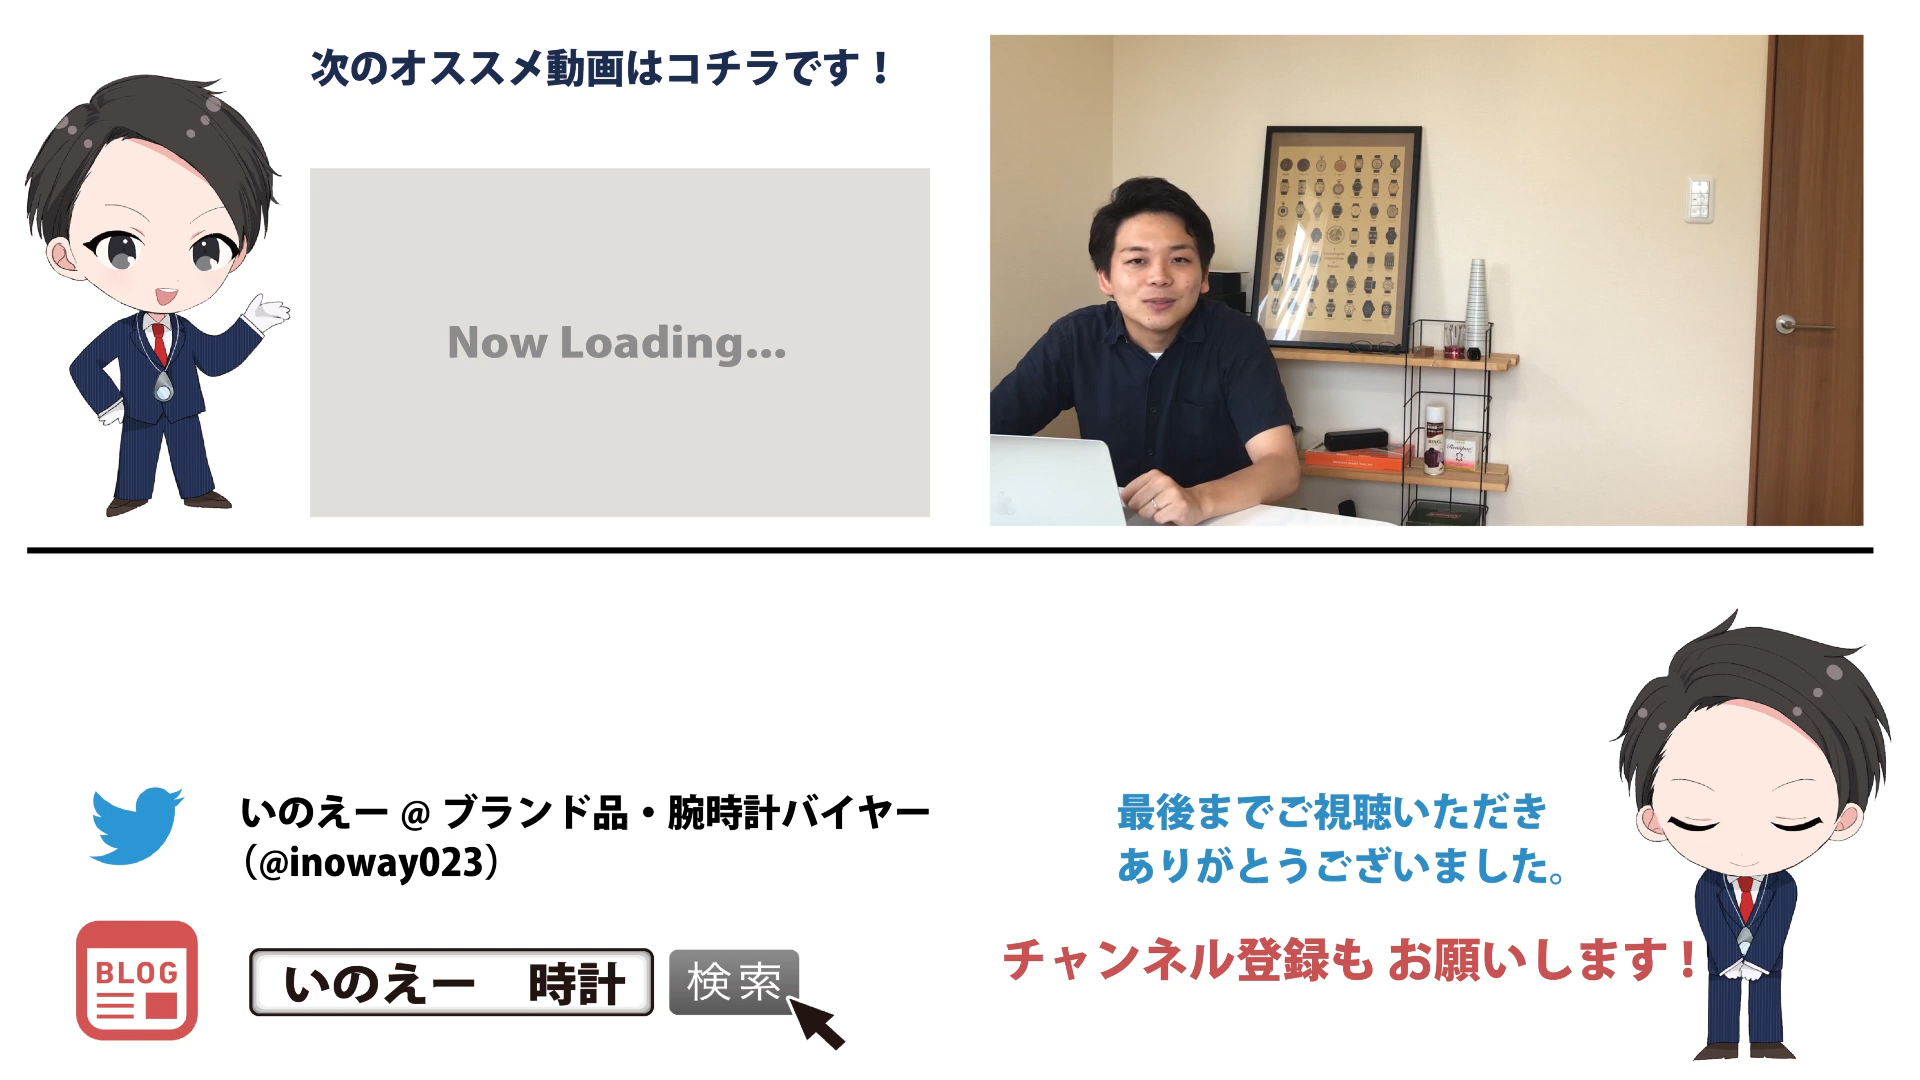 次のオススメ動画はコチラです！
Now Loading...
いのえー @ ブランド品・腕時計バイヤー
（@inoway023）
BLOG
いのえー　時計
検索
最後までご視聴いただき
ありがとうございました。
チャンネル登録も お願いします！